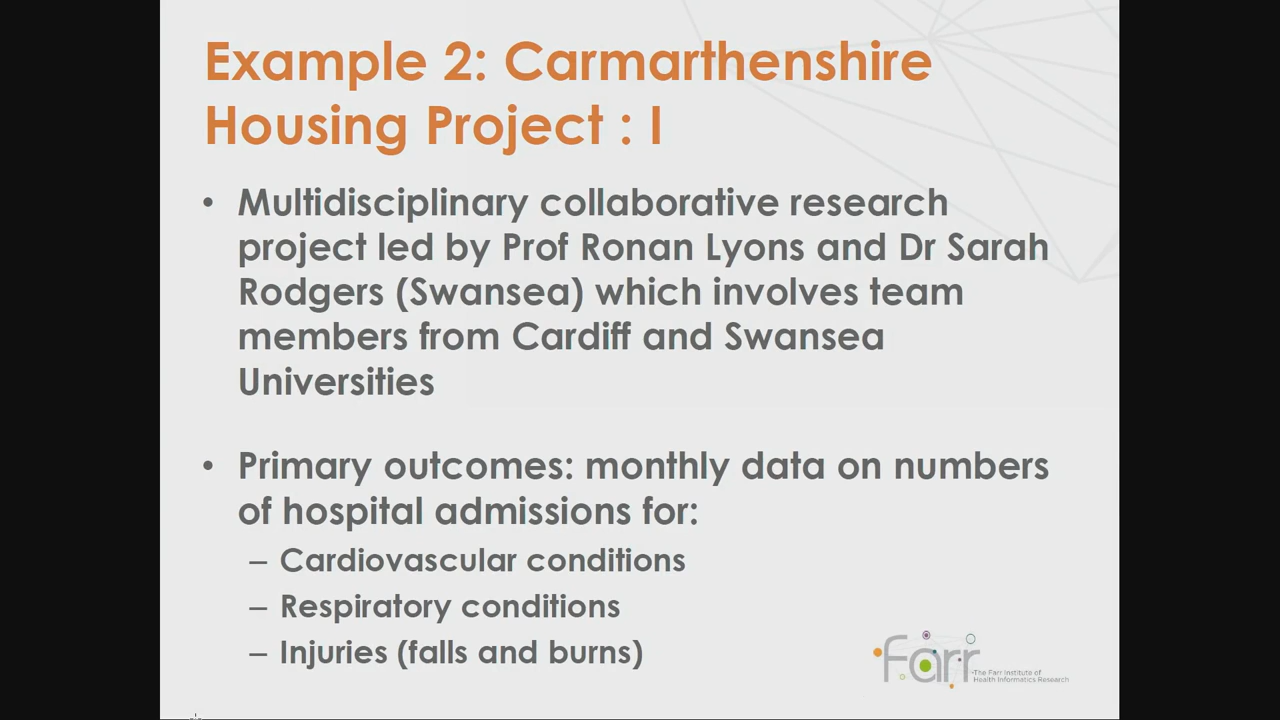 Example 2: Carmarthenshire
Housing Project : I
• Multidisciplinary collaborative research
project led by Prof Ronan Lyons and Dr Sarah
Rodgers (Swansea) which involves team
members from Cardiff and Swansea
Universities
• Primary outcomes: monthly data on numbers
of hospital admissions for:
– Cardiovascular conditions
– Respiratory conditions
– Injuries (falls and burns)
farr
The Farr Institute of
Health Informatics Research